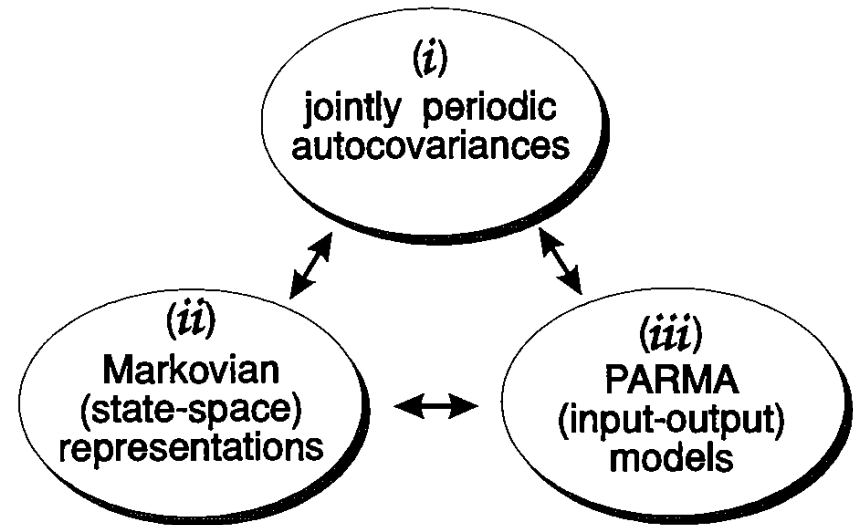 (i)
jointly periodic
autocovariances
(ii)
Markovian
(state-space)
representations
(iii)
PARMA
(input-output)
models